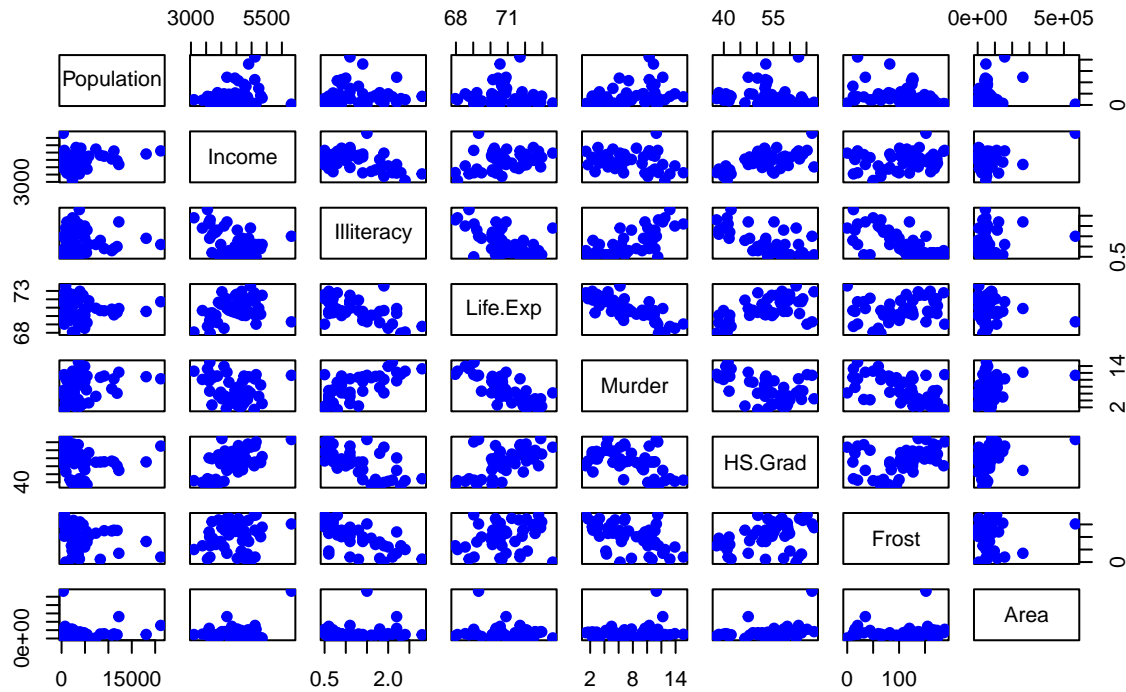 3000 5500 68 71 40 55 0e+00 5e+05
Population 0
3000 Income
Illiteracy 0.5
68 73 Life.Exp
Murder 2 14
40 HS.Grad
Frost 0
0e+00 Area
0 15000 0.5 2.0 2 8 14 0 100